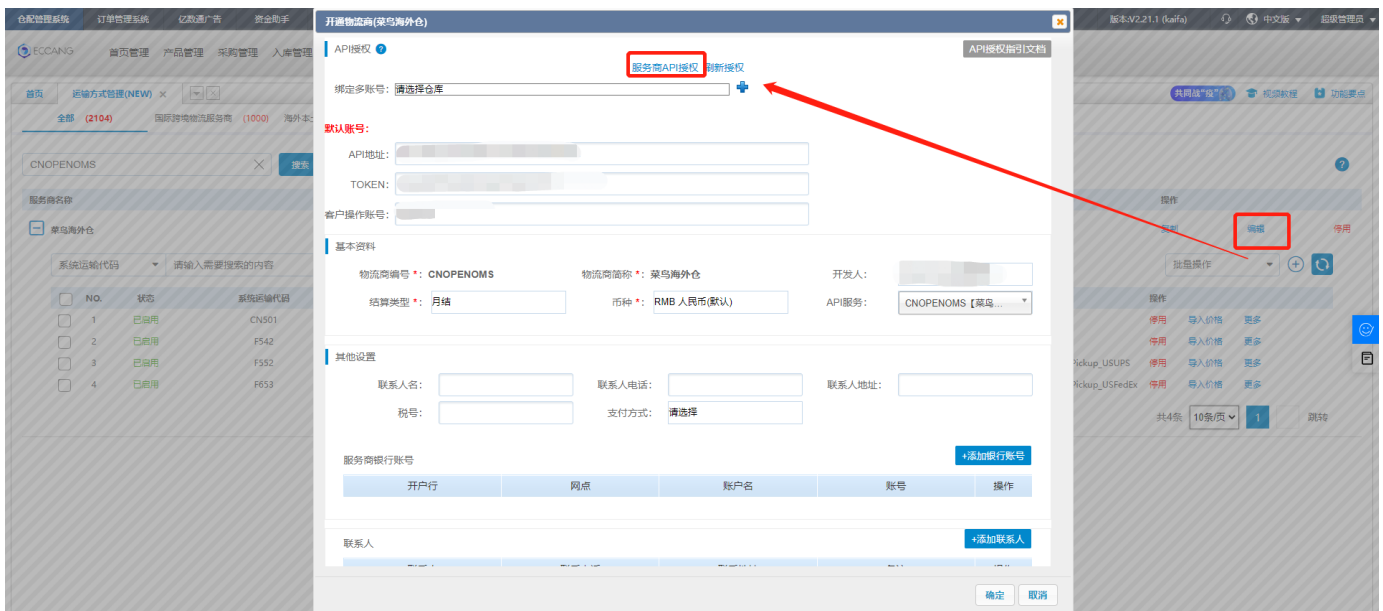 仓配管理系统 订单管理系统 亿数通广告 资金助手 开通物流商(菜鸟海外仓) 版本:V2.21.1 (kaifa) 中文版 超级管理员
ECCANG 首页管理 产品管理 采购管理 入库管理 API授权 API授权指引文档
服务商API授权 刷新授权
首页 运输方式管理(NEW) 绑定多账号: 请选择仓库 共同战"疫" 视频教程 功能要点
全部 (2104) 国际跨境物流服务商 (1000) 海外本土
默认账号:
CNOPENOMS 搜索 API地址:
TOKEN:
服务商名称 操作
客户操作账号:
菜鸟海外仓 复制 编辑 停用
基本资料
系统运输代码 请输入需要搜索的内容 物流商编号 *: CNOPENOMS 物流商简称 *: 菜鸟海外仓 开发人: 批量操作
NO. 状态 系统运输代码 结算类型 *: 月结 币种 *: RMB 人民币(默认) API服务: CNOPENOMS【菜鸟... 操作
1 已启用 CN501 停用 导入价格 更多
2 已启用 F542 停用 导入价格 更多
3 已启用 F552 其他设置 Pickup_USUPS 停用 导入价格 更多
4 已启用 F653 联系人名: 联系人电话: 联系人地址: Pickup_USFedEx 停用 导入价格 更多
税号: 支付方式: 请选择 共4条 10条/页 1 跳转
服务商银行账号 +添加银行账号
开户行 网点 账户名 账号 操作
联系人 +添加联系人
确定 取消